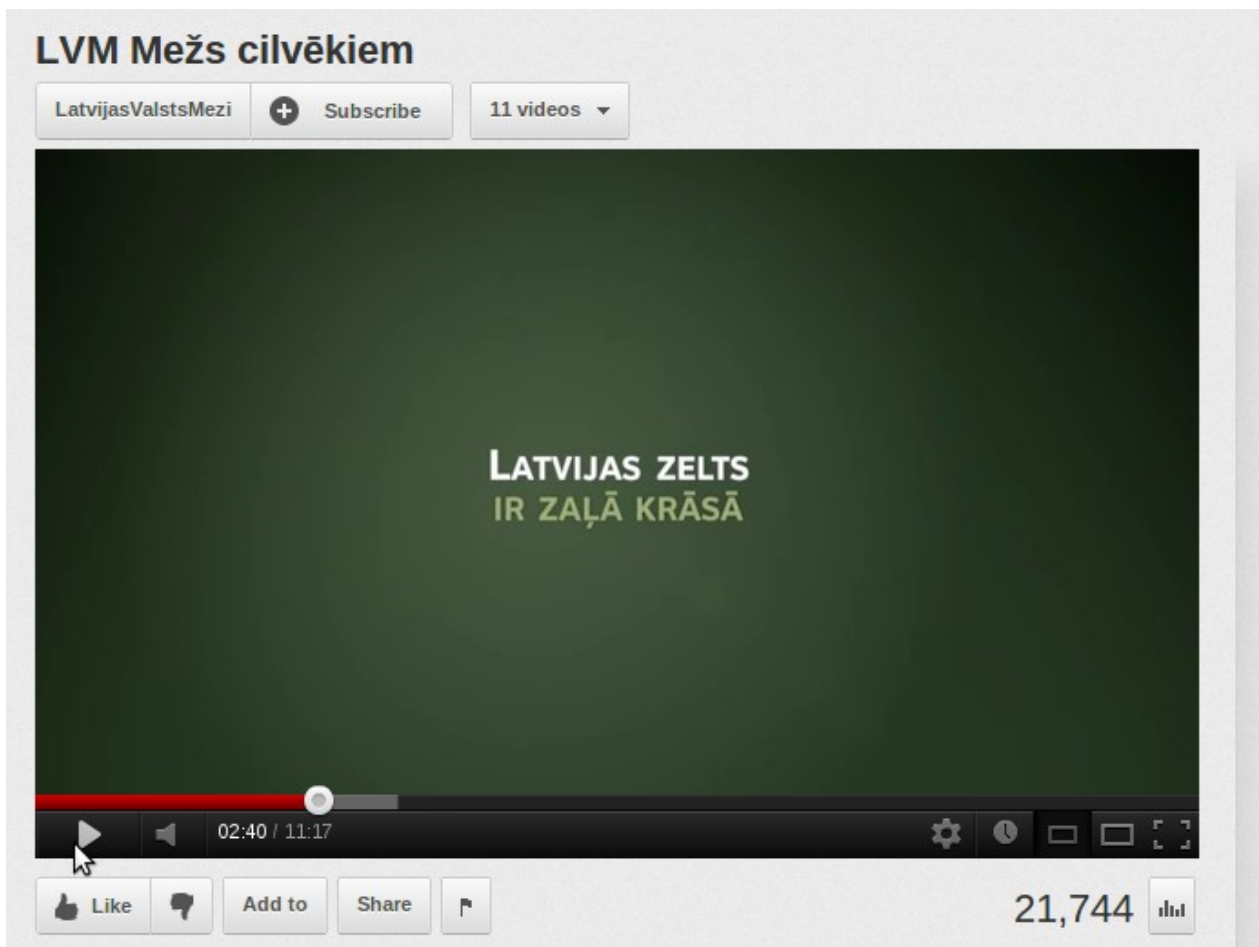 LVM Mežs cilvēkiem
LatvijasValstsMezi Subscribe 11 videos
LATVIJAS ZELTS
IR ZAĻĀ KRĀSĀ
02:40 / 11:17
Like Add to Share 21,744